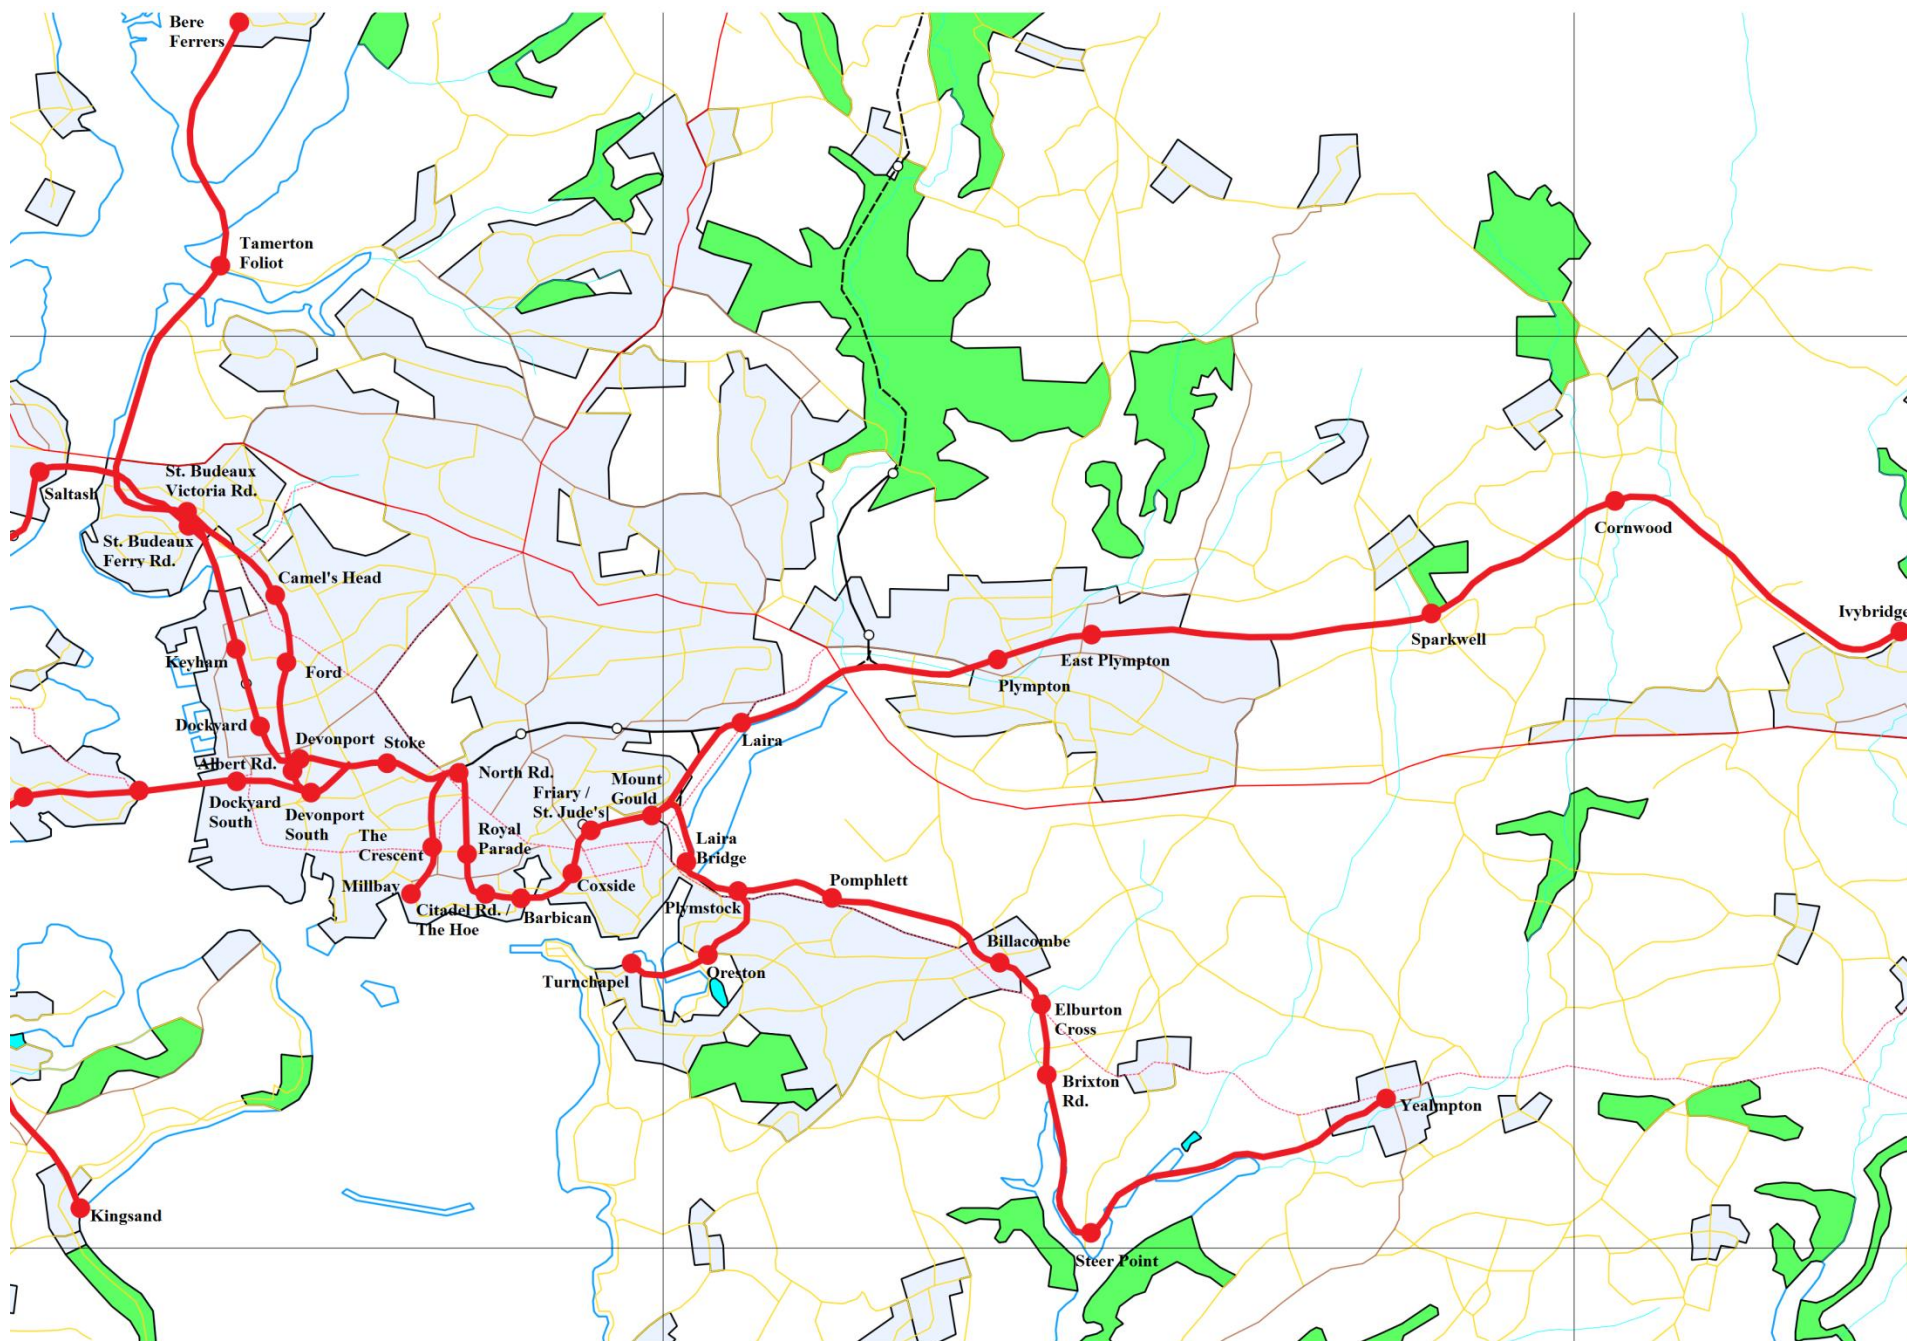 Bere
Ferrers
Tamerton
Foliot
Saltash
St. Budeaux
Victoria Rd.
St. Budeaux
Ferry Rd.
Camel's Head
Keyham
Ford
Dockyard
Devonport
Stoke
Albert Rd.
Dockyard
South
Devonport
South
North Rd.
Friary /
St. Jude's
Mount
Gould
Laira
Plympton
East Plympton
Sparkwell
Cornwood
Ivybridge
The
Crescent
Royal
Parade
Millbay
Citadel Rd. /
The Hoe
Barbican
Coxside
Laira
Bridge
Plymstock
Pomphlett
Turnchapel
Oreston
Billacombe
Elburton
Cross
Brixton
Rd.
Yealmpton
Steer Point
Kingsand